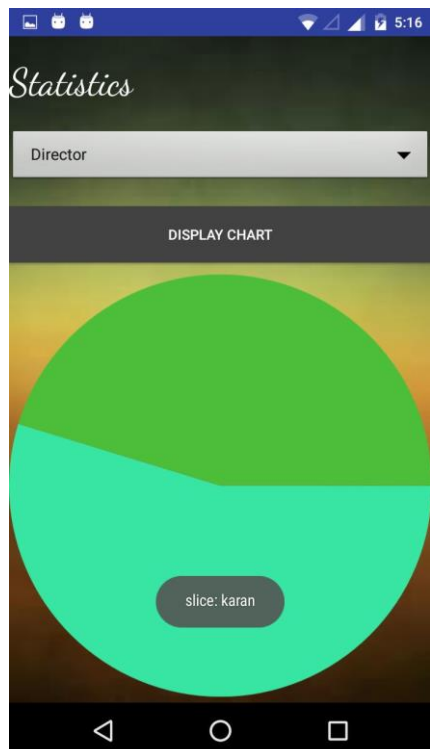 5:16
Statistics
Director
DISPLAY CHART
slice: karan